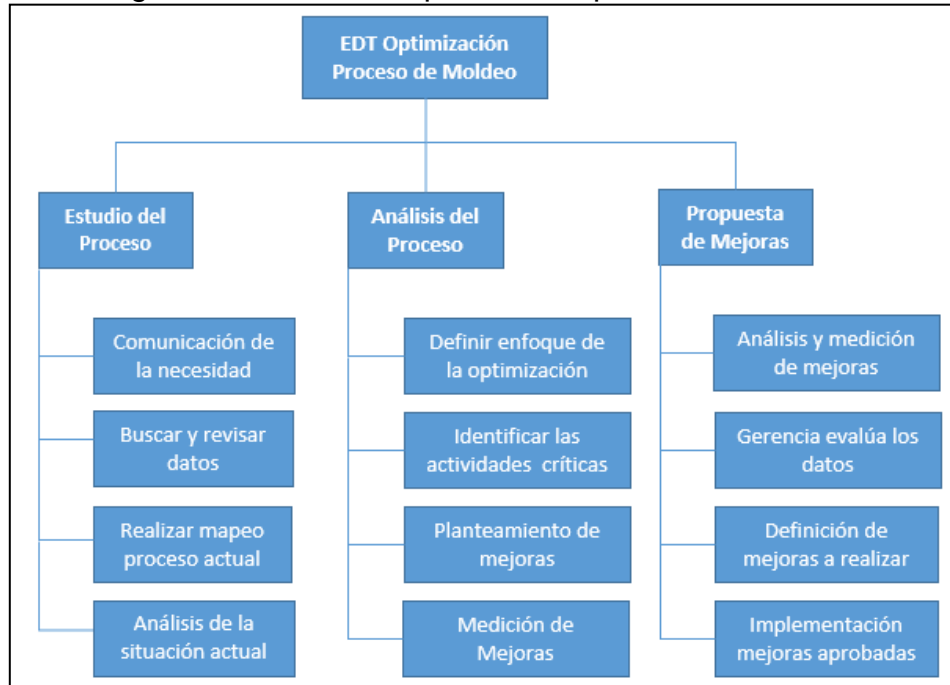 EDT Optimización
Proceso de Moldeo
Estudio del
Proceso
Comunicación de
la necesidad
Buscar y revisar
datos
Realizar mapeo
proceso actual
Análisis de la
situación actual
Análisis del
Proceso
Definir enfoque de
la optimización
Identificar las
actividades críticas
Planteamiento de
mejoras
Medición de
Mejoras
Propuesta
de Mejoras
Análisis y medición
de mejoras
Gerencia evalúa los
datos
Definición de
mejoras a realizar
Implementación
mejoras aprobadas